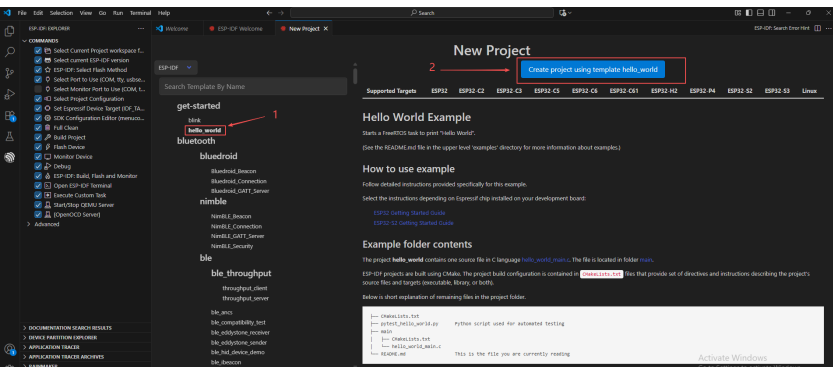 File Edit Selection View Go Run Terminal Help
Search
ESP-IDF: EXPLORER
Welcome
ESP-IDF Welcome
New Project
ESP-IDF: Search Error Hint
COMMANDS
Select Current Project workspace f...
Select current ESP-IDF version
ESP-IDF: Select Flash Method
Select Port to Use (COM, tty, usbse...
Select Monitor Port to Use (COM, t...
Select Project Configuration
Set Espressif Device Target (IDF_TA...
SDK Configuration Editor (menuco...
Full Clean
Build Project
Flash Device
Monitor Device
Debug
ESP-IDF: Build, Flash and Monitor
Open ESP-IDF Terminal
Execute Custom Task
Start/Stop QEMU Server
[OpenOCD Server]
Advanced
DOCUMENTATION SEARCH RESULTS
DEVICE PARTITION EXPLORER
APPLICATION TRACER
APPLICATION TRACER ARCHIVES
RAINMAKER
ESP-IDF
Search Template By Name
get-started
blink
hello_world
1
bluetooth
bluedroid
Bluedroid_Beacon
Bluedroid_Connection
Bluedroid_GATT_Server
nimble
NimBLE_Beacon
NimBLE_Connection
NimBLE_GATT_Server
NimBLE_Security
ble
ble_throughput
throughput_client
throughput_server
ble_ancs
ble_compatibility_test
ble_eddystone_receiver
ble_eddystone_sender
ble_hid_device_demo
ble_ibeacon
New Project
2
Create project using template hello_world
Supported Targets ESP32 ESP32-C2 ESP32-C3 ESP32-C5 ESP32-C6 ESP32-C61 ESP32-H2 ESP32-P4 ESP32-S2 ESP32-S3 Linux
Hello World Example
Starts a FreeRTOS task to print "Hello World".
(See the README.md file in the upper level 'examples' directory for more information about examples.)
How to use example
Follow detailed instructions provided specifically for this example.
Select the instructions depending on Espressif chip installed on your development board:
ESP32 Getting Started Guide
ESP32-S2 Getting Started Guide
Example folder contents
The project hello_world contains one source file in C language hello_world_main.c. The file is located in folder main.
ESP-IDF projects are built using CMake. The project build configuration is contained in CMakeLists.txt files that provide set of directives and instructions describing the project's
source files and targets (executable, library, or both).
Below is short explanation of remaining files in the project folder.
├── CMakeLists.txt
├── pytest_hello_world.py Python script used for automated testing
├── main
│ ├── CMakeLists.txt
│ └── hello_world_main.c
└── README.md This is the file you are currently reading
Activate Windows